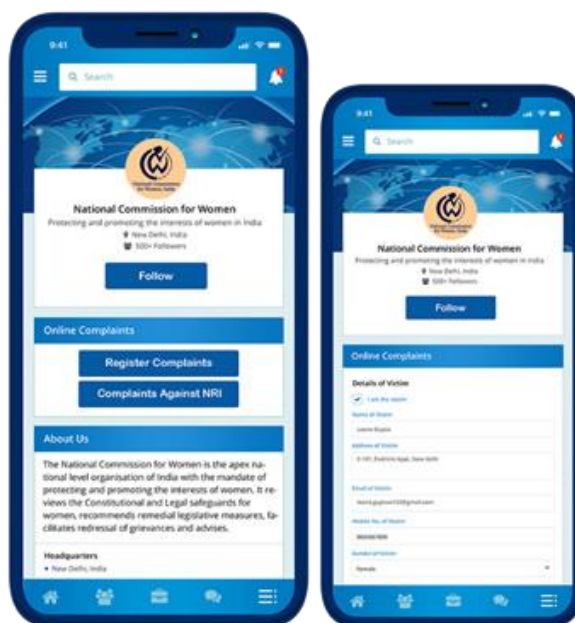 9:41
Search
National Commission for Women
Protecting and promoting the interests of women in India
New Delhi, India
500+ Followers
Follow
Online Complaints
Register Complaints
Complaints Against NRI
About Us
The National Commission for Women is the apex na-
tional level organisation of India with the mandate of
protecting and promoting the interests of women. It re-
views the Constitutional and Legal safeguards for
women, recommends remedial legislative measures, fa-
cilitates redressal of grievances and advises.
Headquarters
New Delhi, India
9:41
Search
National Commission for Women
Protecting and promoting the interests of women in India
New Delhi, India
500+ Followers
Follow
Online Complaints
Details of Victim
I am the victim
Name of Victim
Gupta
Address of Victim
New Delhi
Email of Victim
Mobile No. of Victim
Gender of Victim
Female